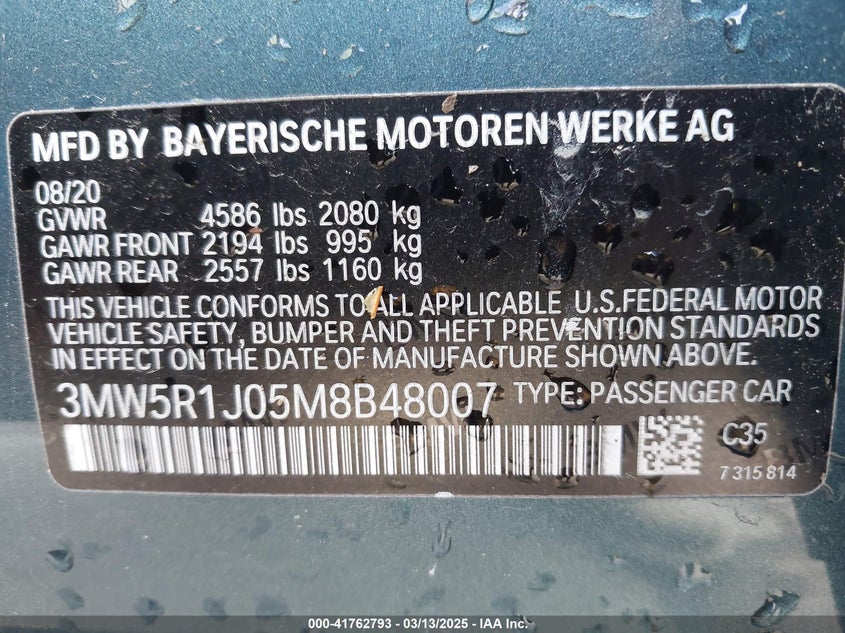 MFD BY BAYERISCHE MOTOREN WERKE AG
08/20
GVWR 4586 lbs 2080 kg
GAWR FRONT 2194 lbs 995 kg
GAWR REAR 2557 lbs 1160 kg
THIS VEHICLE CONFORMS TO ALL APPLICABLE U.S.FEDERAL MOTOR
VEHICLE SAFETY, BUMPER AND THEFT PREVENTION STANDARDS
IN EFFECT ON THE DATE OF MANUFACTURE SHOWN ABOVE.
3MW5R1J05M8B48007 TYPE: PASSENGER CAR
C35
7 315 814
000-41762793 - 03/13/2025 - IAA Inc.